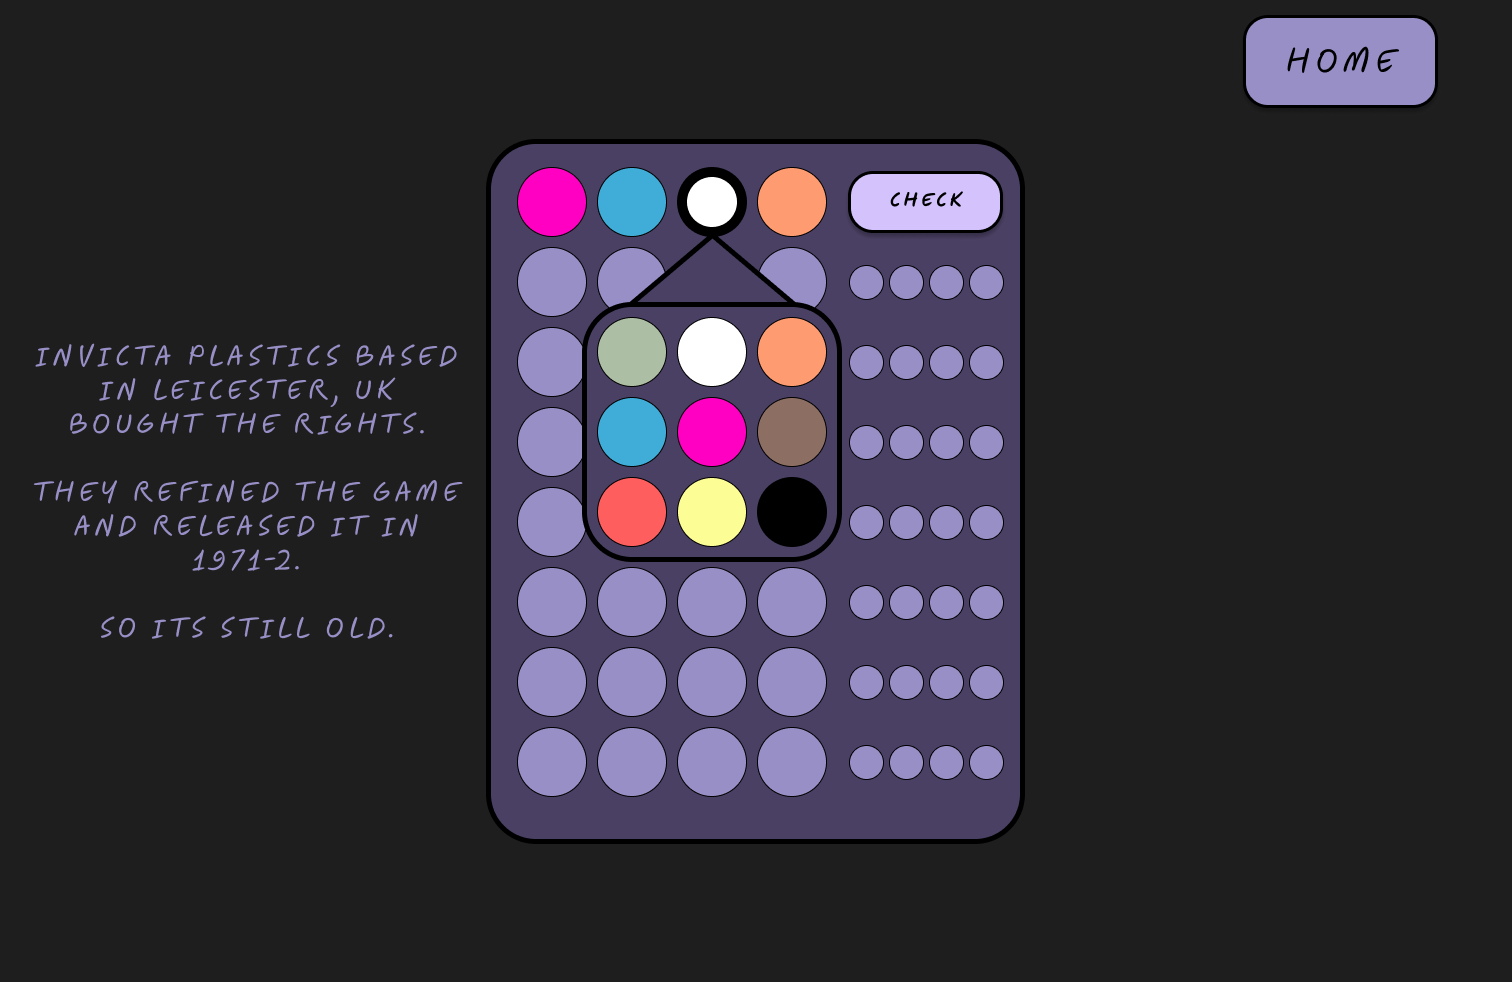 HOME
CHECK
INVICTA PLASTICS BASED
IN LEICESTER, UK
BOUGHT THE RIGHTS.
THEY REFINED THE GAME
AND RELEASED IT IN
1971-2.
SO ITS STILL OLD.